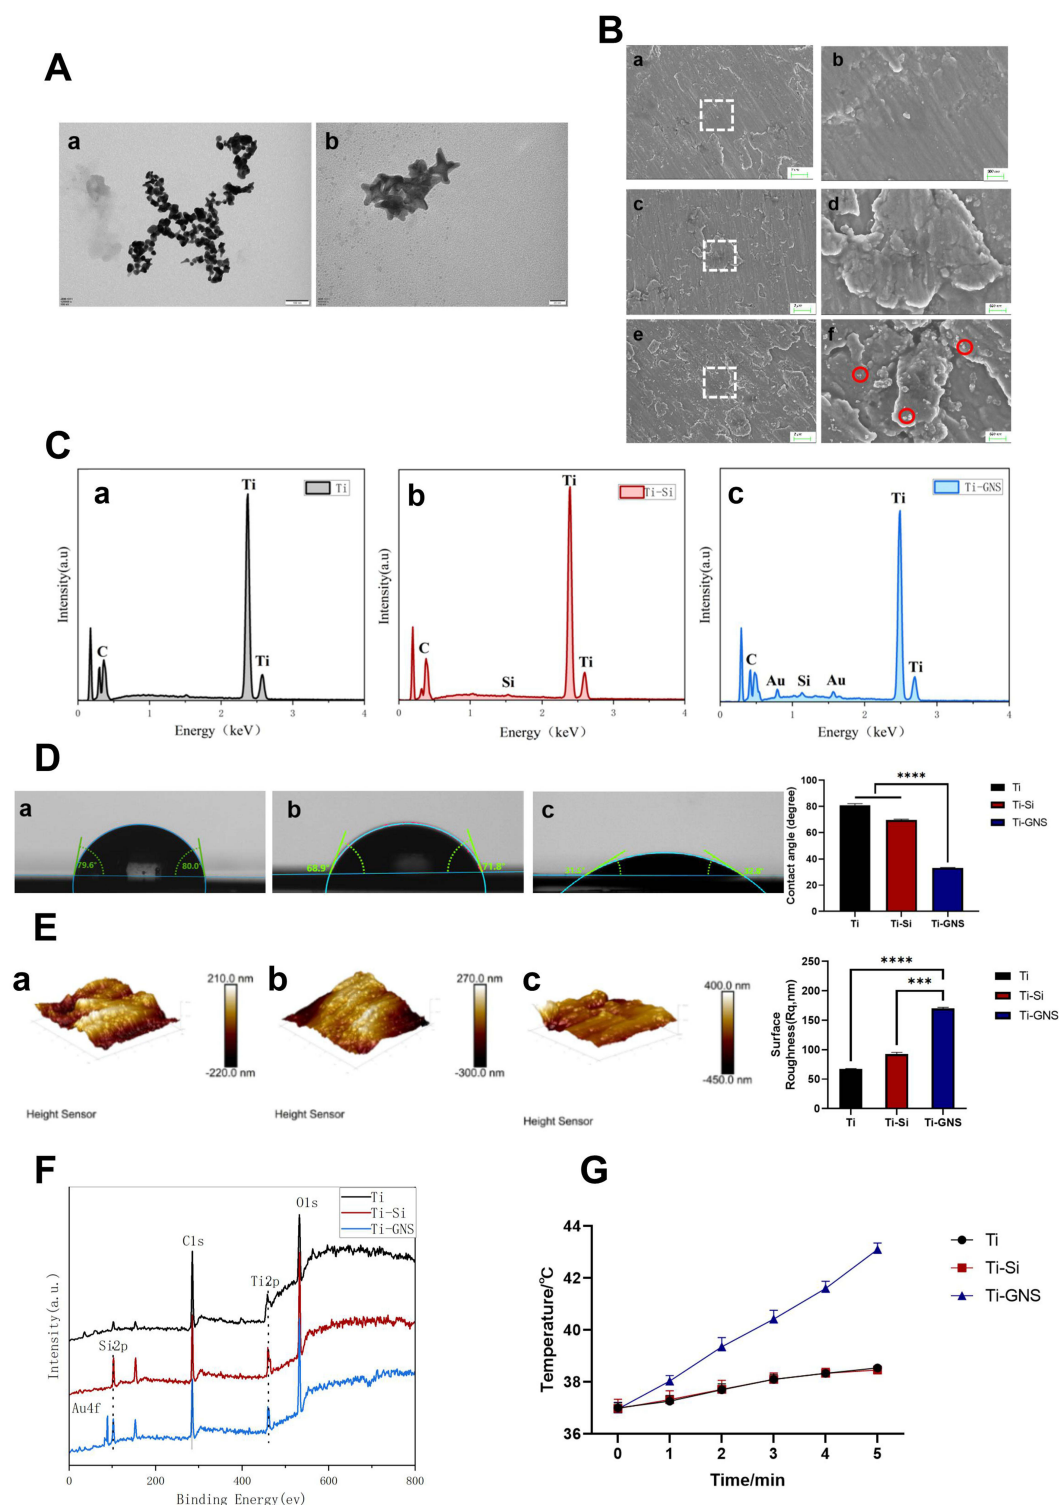 A
a
b
B
a
b
c
d
e
f
C
a
Ti
Ti
C
Ti
Intensity(a.u)
0 1 2 3 4
Energy (keV)
b
Ti-Si
Ti
C
Si
Ti
Intensity(a.u)
0 1 2 3 4
Energy (keV)
c
Ti-GNS
Ti
C
Au
Si
Au
Ti
Intensity(a.u)
0 1 2 3 4
Energy (keV)
D
a
79.6°
80.0°
b
68.9°
71.8°
c
Contact angle (degree)
100
80
60
40
20
0
****
Ti Ti-Si Ti-GNS
Ti
Ti-Si
Ti-GNS
E
a
210.0 nm
-220.0 nm
Height Sensor
b
270.0 nm
-300.0 nm
Height Sensor
c
400.0 nm
-450.0 nm
Height Sensor
Surface
Roughness(Rq,nm)
250
200
150
100
50
0
****
***
Ti Ti-Si Ti-GNS
Ti
Ti-Si
Ti-GNS
F
Ti
Ti-Si
Ti-GNS
O1s
C1s
Ti2p
Si2p
Au4f
Intensity(a.u.)
0 200 400 600 800
Binding Energy(ev)
G
Temperature/°C
44
42
40
38
36
0 1 2 3 4 5
Time/min
Ti
Ti-Si
Ti-GNS